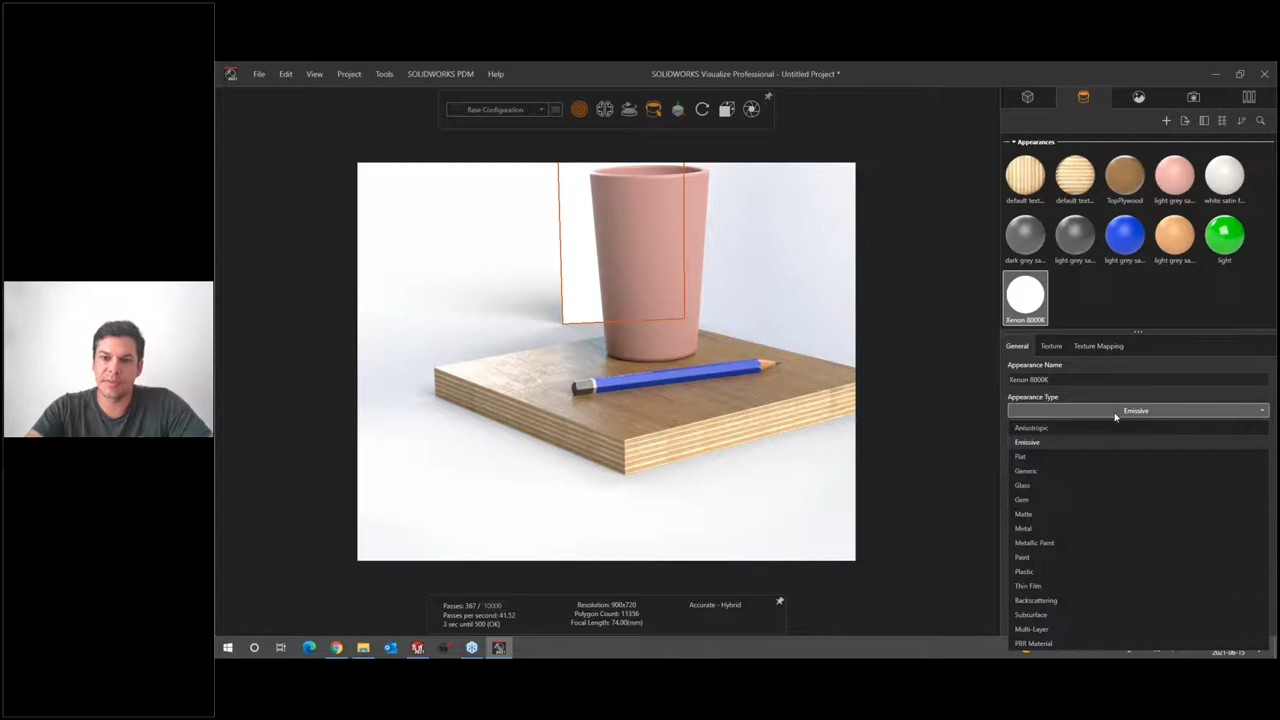 File Edit View Project Tools SOLIDWORKS PDM Help
SOLIDWORKS Visualize Professional - Untitled Project *
Base Configuration
Appearances
default text...
default text...
TopPlywood
light grey sa...
white satin f...
dark grey sa...
light grey sa...
light grey sa...
light grey sa...
light
Xenon 8000K
General Texture Texture Mapping
Appearance Name
Xenon 8000K
Appearance Type
Emissive
Anisotropic
Emissive
Flat
Generic
Glass
Gem
Matte
Metal
Metallic Paint
Paint
Plastic
Thin Film
Backscattering
Subsurface
Multi-Layer
PBR Material
Passes: 367 / 10000
Passes per second: 41.52
3 sec until 500 (OK)
Resolution: 900x720
Polygon Count: 11356
Focal Length: 74.00(mm)
Accurate - Hybrid
2021-06-15